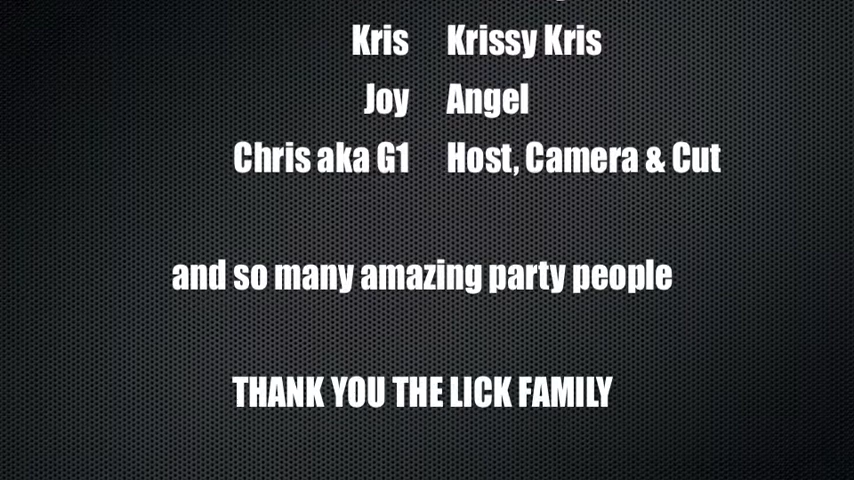 Kris Krissy Kris
Joy Angel
Chris aka G1 Host, Camera & Cut
and so many amazing party people
THANK YOU THE LICK FAMILY